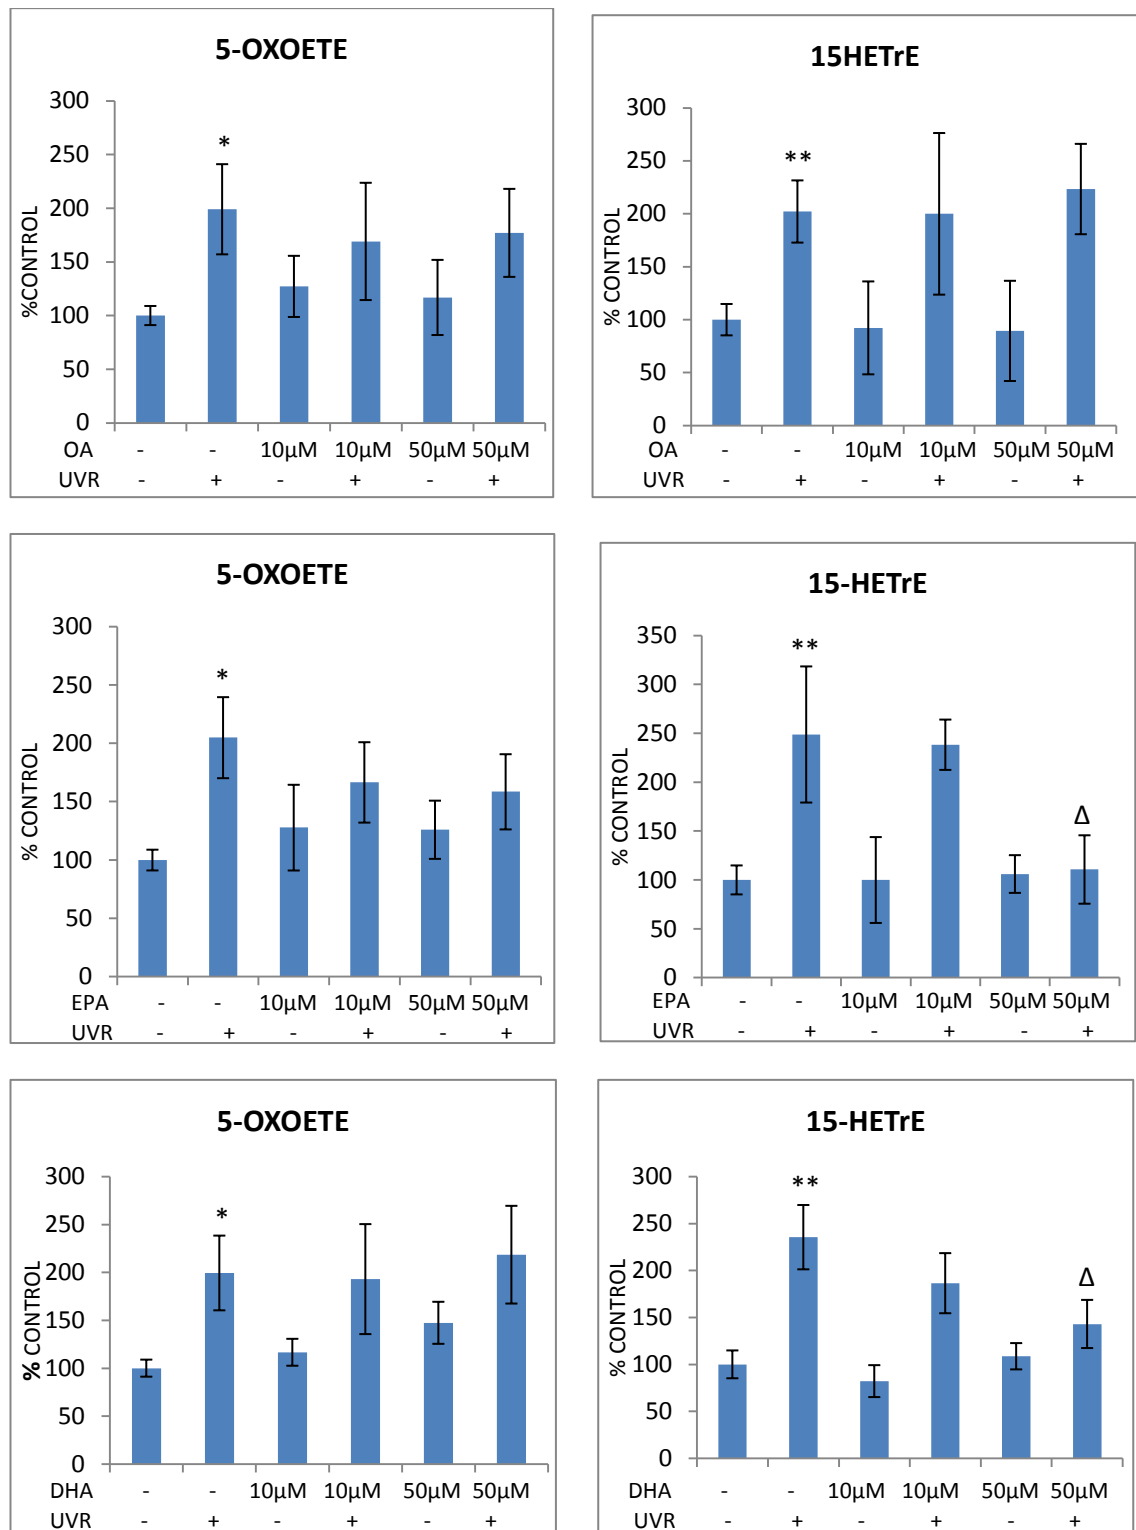 5-OXOETE
300
250
200
150
100
50
0
%CONTROL
*
OA - - 10µM 10µM 50µM 50µM
UVR - + - + - +
15HETrE
300
250
200
150
100
50
0
% CONTROL
**
OA - - 10µM 10µM 50µM 50µM
UVR - + - + - +
5-OXOETE
300
250
200
150
100
50
0
% CONTROL
*
EPA - - 10µM 10µM 50µM 50µM
UVR - + - + - +
15-HETrE
350
300
250
200
150
100
50
0
% CONTROL
**
Δ
EPA - - 10µM 10µM 50µM 50µM
UVR - + - + - +
5-OXOETE
300
250
200
150
100
50
0
% CONTROL
*
DHA - - 10µM 10µM 50µM 50µM
UVR - + - + - +
15-HETrE
300
250
200
150
100
50
0
% CONTROL
**
Δ
DHA - - 10µM 10µM 50µM 50µM
UVR - + - + - +